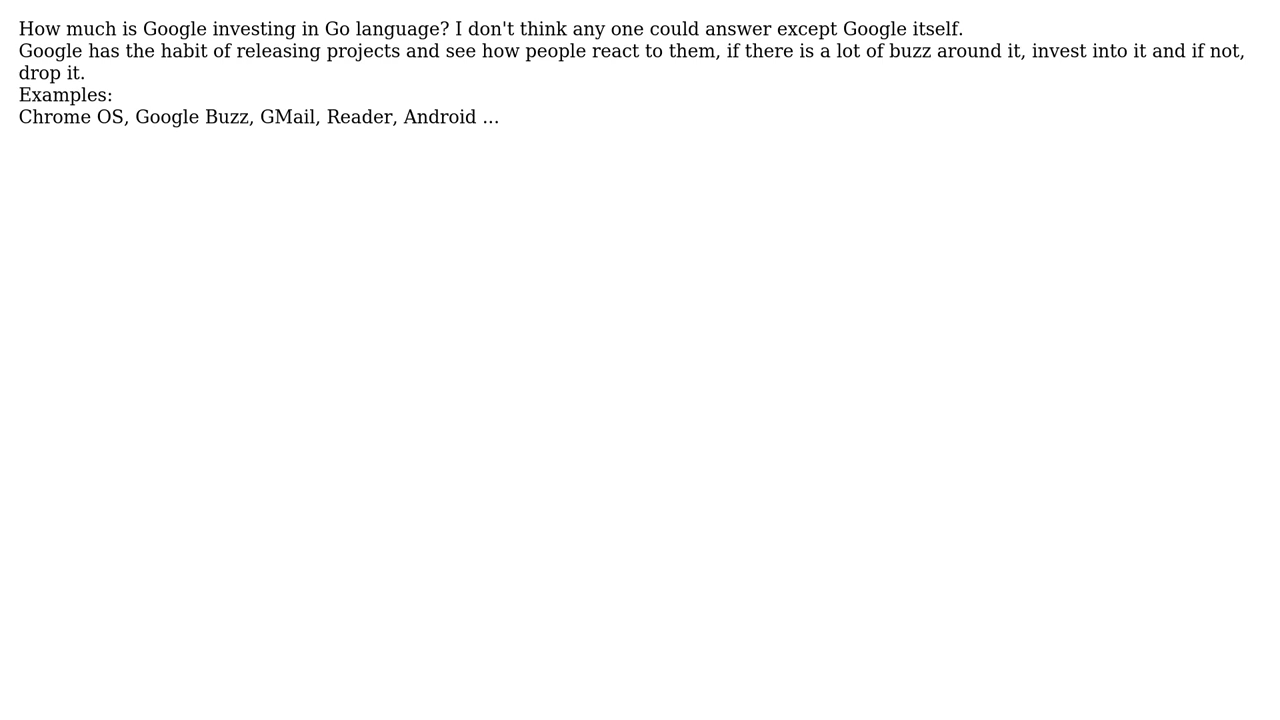 How much is Google investing in Go language? I don't think any one could answer except Google itself.
Google has the habit of releasing projects and see how people react to them, if there is a lot of buzz around it, invest into it and if not,
drop it.
Examples:
Chrome OS, Google Buzz, GMail, Reader, Android ...